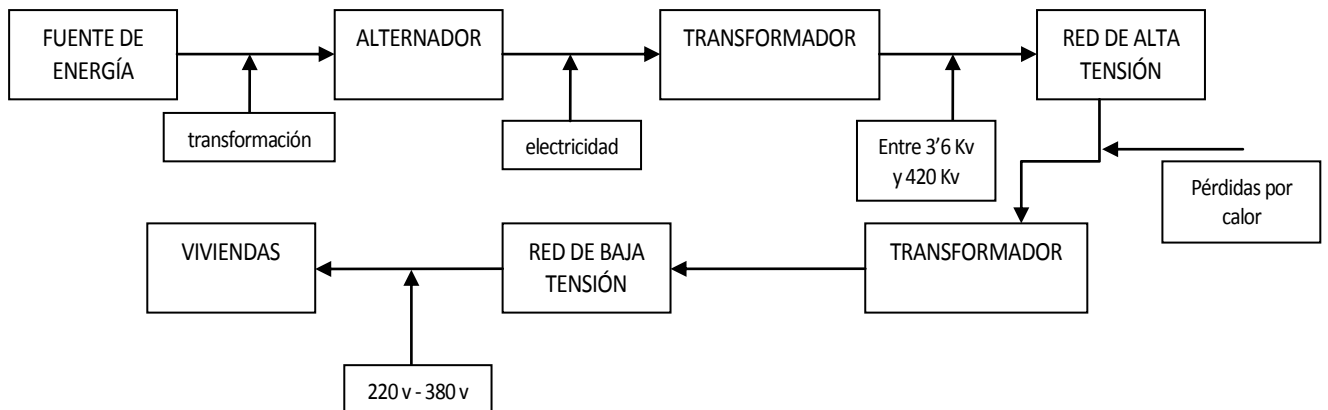 FUENTE DE
ENERGÍA
ALTERNADOR
TRANSFORMADOR
RED DE ALTA
TENSIÓN
transformación
electricidad
Entre 3’6 Kv
y 420 Kv
Pérdidas por
calor
VIVIENDAS
RED DE BAJA
TENSIÓN
TRANSFORMADOR
220 v - 380 v